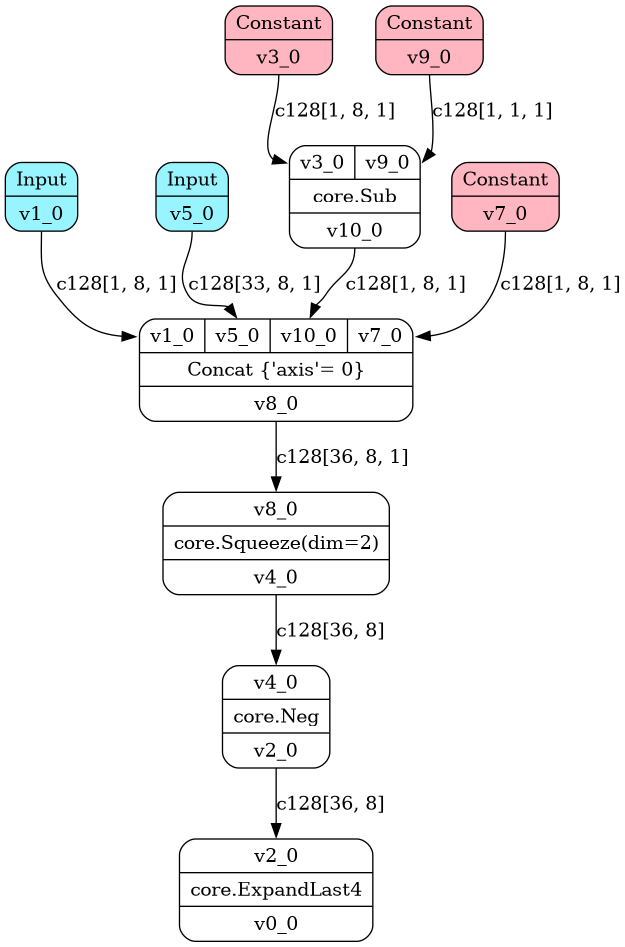 Constant
v3_0
Constant
v9_0
c128[1, 8, 1]
c128[1, 1, 1]
Input
v1_0
Input
v5_0
v3_0 v9_0
core.Sub
v10_0
Constant
v7_0
c128[1, 8, 1]
c128[33, 8, 1]
c128[1, 8, 1]
c128[1, 8, 1]
v1_0 v5_0 v10_0 v7_0
Concat {'axis'= 0}
v8_0
c128[36, 8, 1]
v8_0
core.Squeeze(dim=2)
v4_0
c128[36, 8]
v4_0
core.Neg
v2_0
c128[36, 8]
v2_0
core.ExpandLast4
v0_0